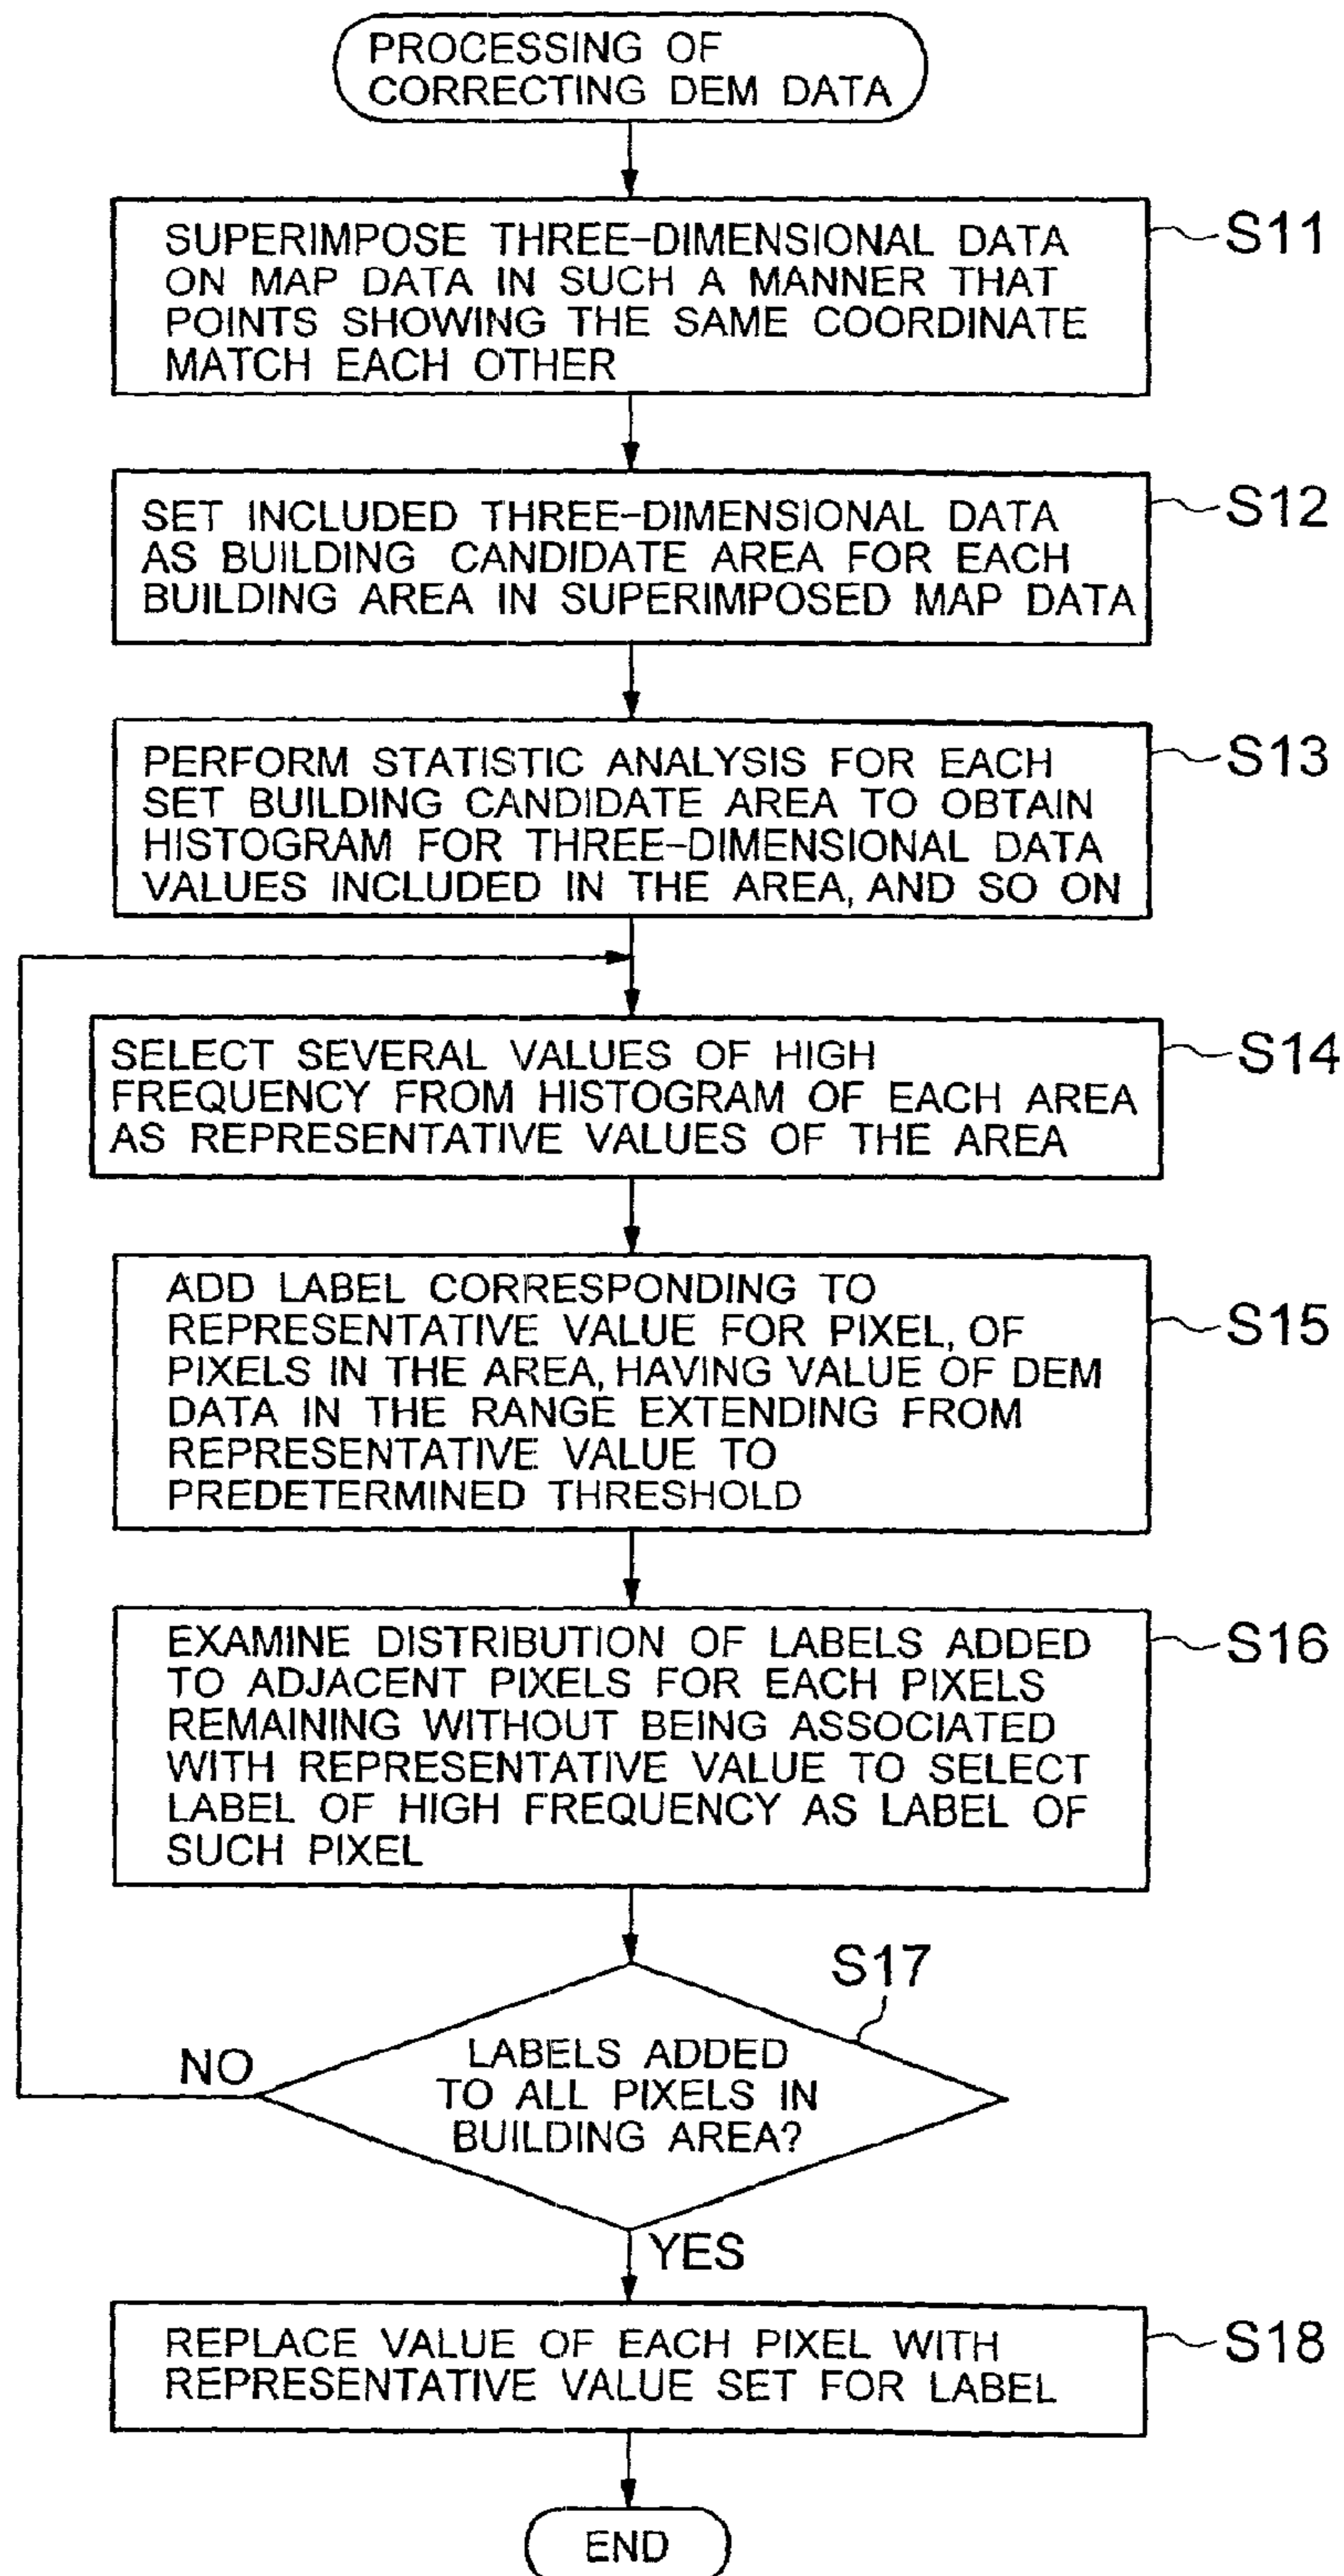 PROCESSING OF
CORRECTING DEM DATA
SUPERIMPOSE THREE-DIMENSIONAL DATA
ON MAP DATA IN SUCH A MANNER THAT
POINTS SHOWING THE SAME COORDINATE
MATCH EACH OTHER
S11
SET INCLUDED THREE-DIMENSIONAL DATA
AS BUILDING CANDIDATE AREA FOR EACH
BUILDING AREA IN SUPERIMPOSED MAP DATA
S12
PERFORM STATISTIC ANALYSIS FOR EACH
SET BUILDING CANDIDATE AREA TO OBTAIN
HISTOGRAM FOR THREE-DIMENSIONAL DATA
VALUES INCLUDED IN THE AREA, AND SO ON
S13
SELECT SEVERAL VALUES OF HIGH
FREQUENCY FROM HISTOGRAM OF EACH AREA
AS REPRESENTATIVE VALUES OF THE AREA
S14
ADD LABEL CORRESPONDING TO
REPRESENTATIVE VALUE FOR PIXEL, OF
PIXELS IN THE AREA, HAVING VALUE OF DEM
DATA IN THE RANGE EXTENDING FROM
REPRESENTATIVE VALUE TO
PREDETERMINED THRESHOLD
S15
EXAMINE DISTRIBUTION OF LABELS ADDED
TO ADJACENT PIXELS FOR EACH PIXELS
REMAINING WITHOUT BEING ASSOCIATED
WITH REPRESENTATIVE VALUE TO SELECT
LABEL OF HIGH FREQUENCY AS LABEL OF
SUCH PIXEL
S16
S17
LABELS ADDED
TO ALL PIXELS IN
BUILDING AREA?
NO
YES
REPLACE VALUE OF EACH PIXEL WITH
REPRESENTATIVE VALUE SET FOR LABEL
S18
END